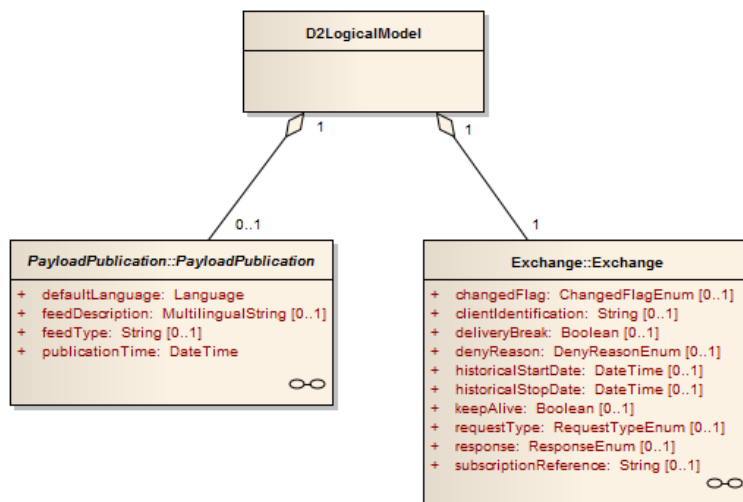 D2LogicalModel
1
1
0..1
1
PayloadPublication::PayloadPublication
+ defaultLanguage: Language
+ feedDescription: MultilingualString [0..1]
+ feedType: String [0..1]
+ publicationTime: DateTime
Exchange::Exchange
+ changedFlag: ChangedFlagEnum [0..1]
+ clientIdentification: String [0..1]
+ deliveryBreak: Boolean [0..1]
+ denyReason: DenyReasonEnum [0..1]
+ historicalStartDate: DateTime [0..1]
+ historicalStopDate: DateTime [0..1]
+ keepAlive: Boolean [0..1]
+ requestType: RequestTypeEnum [0..1]
+ response: ResponseEnum [0..1]
+ subscriptionReference: String [0..1]